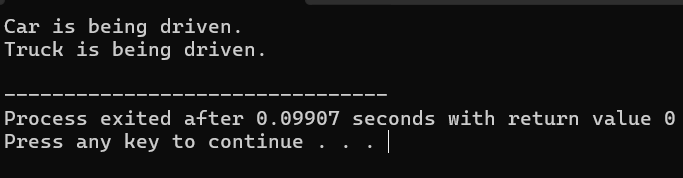 Car is being driven.
Truck is being driven.
--------------------------------
Process exited after 0.09907 seconds with return value 0
Press any key to continue . . .